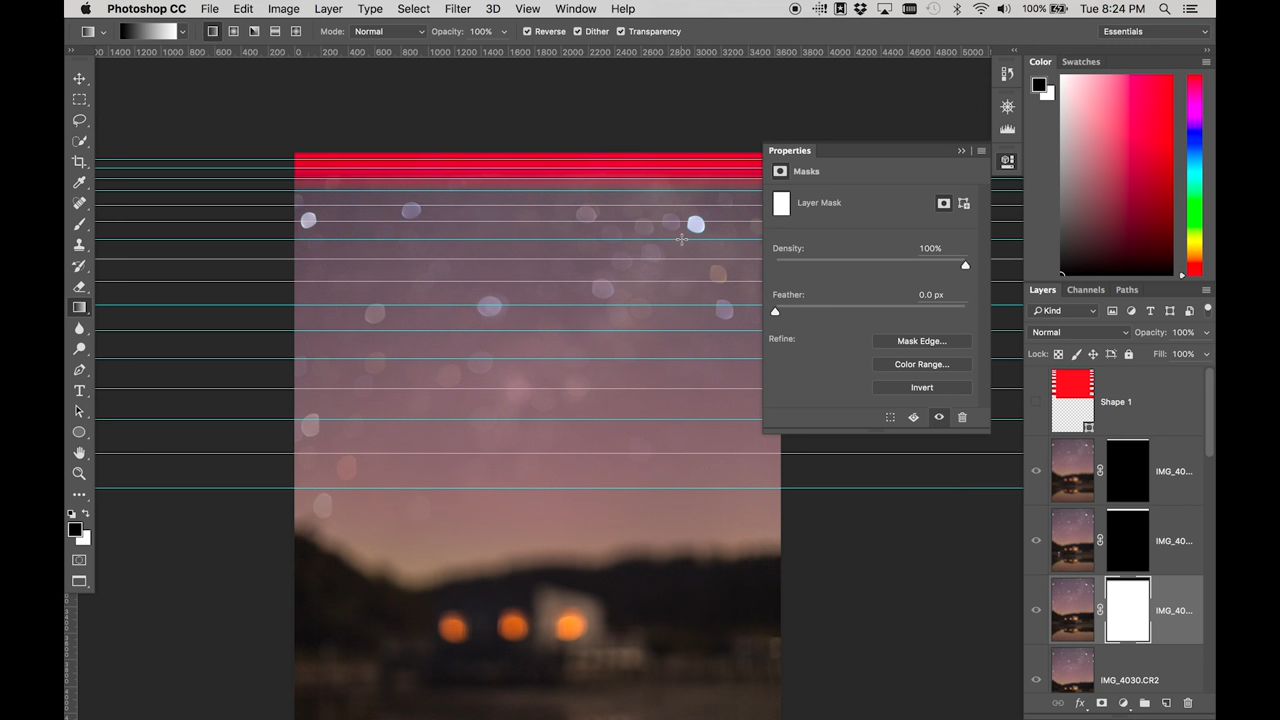 Photoshop CC File Edit Image Layer Type Select Filter 3D View Window Help 100% Tue 8:24 PM
Mode: Normal Opacity: 100% Reverse Dither Transparency Essentials
1400 1200 1000 800 600 400 200 0 200 400 600 800 1000 1200 1400 1600 1800 2000 2200 2400 2600 2800 3000 3200 3400 3600 3800 4000 4200 4400 4600 4800 5000
Color Swatches
Properties
Masks
Layer Mask
Density: 100%
Feather: 0.0 px
Refine:
Mask Edge...
Color Range...
Invert
Layers Channels Paths
Kind
Normal Opacity: 100%
Lock: Fill: 100%
Shape 1
IMG_40...
IMG_40...
IMG_40...
IMG_4030.CR2